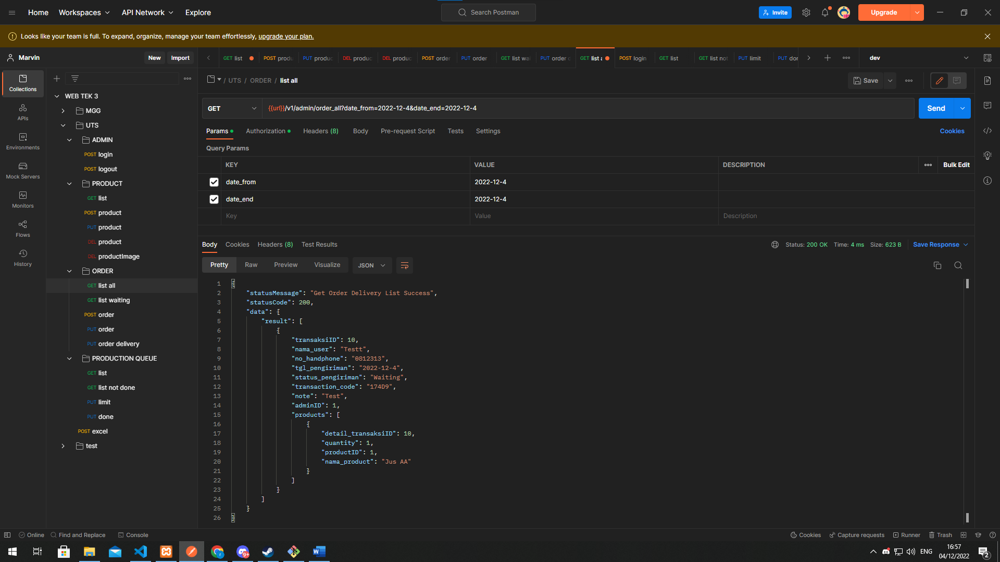 Home Workspaces API Network Explore Search Postman Invite Upgrade
Looks like your team is full. To expand, organize, manage your team effortlessly, upgrade your plan.
Marvin New Import
GET list POST produ PUT produc DEL produc DEL produc POST order PUT order GET list wai PUT order d GET list a POST login GET list GET list not PUT limit PUT don dev
Collections
APIs
Environments
Mock Servers
Monitors
Flows
History
WEB TEK 3
MGG
UTS
ADMIN
POST login
POST logout
PRODUCT
GET list
POST product
PUT product
DEL product
DEL productImage
ORDER
GET list all
GET list waiting
POST order
PUT order
PUT order delivery
PRODUCTION QUEUE
GET list
GET list not done
PUT limit
PUT done
POST excel
test
/ UTS / ORDER / list all Save
GET {{url}}/v1/admin/order_all?date_from=2022-12-4&date_end=2022-12-4 Send
Params Authorization Headers (8) Body Pre-request Script Tests Settings Cookies
Query Params
KEY VALUE DESCRIPTION Bulk Edit
date_from 2022-12-4
date_end 2022-12-4
Key Value Description
Body Cookies Headers (8) Test Results Status: 200 OK Time: 4 ms Size: 623 B Save Response
Pretty Raw Preview Visualize JSON
1 {
2 "statusMessage": "Get Order Delivery List Success",
3 "statusCode": 200,
4 "data": {
5 "result": [
6 {
7 "transaksiID": 10,
8 "nama_user": "Testt",
9 "no_handphone": "0812313",
10 "tgl_pengiriman": "2022-12-4",
11 "status_pengiriman": "Waiting",
12 "transaction_code": "174D9",
13 "note": "Test",
14 "adminID": 1,
15 "products": [
16 {
17 "detail_transaksiID": 10,
18 "quantity": 1,
19 "productID": 1,
20 "nama_product": "Jus AA"
21 }
22 ]
23 }
24 ]
25 }
26 }
Online Find and Replace Console Cookies Capture requests Runner Trash
9+ ENG 16:57
04/12/2022 2